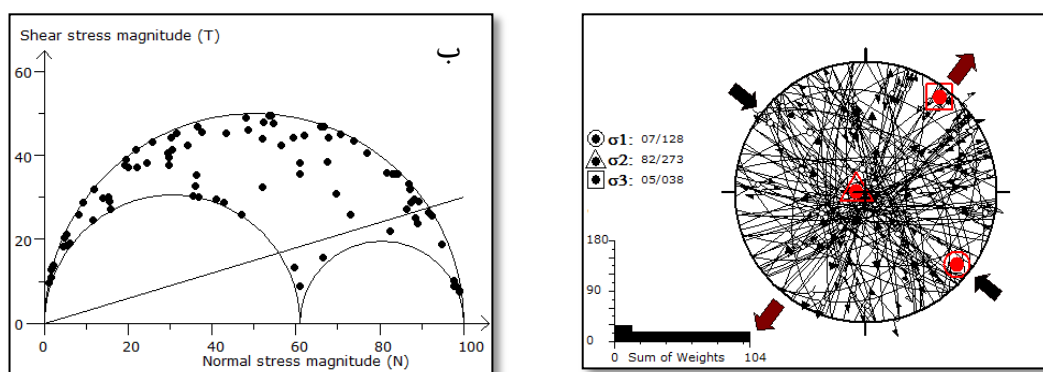 Shear stress magnitude (T)
ب
60
40
20
0
0
20
40
60
80
100
Normal stress magnitude (N)
σ1: 07/128
σ2: 82/273
σ3: 05/038
180
90
0
0 Sum of Weights 104